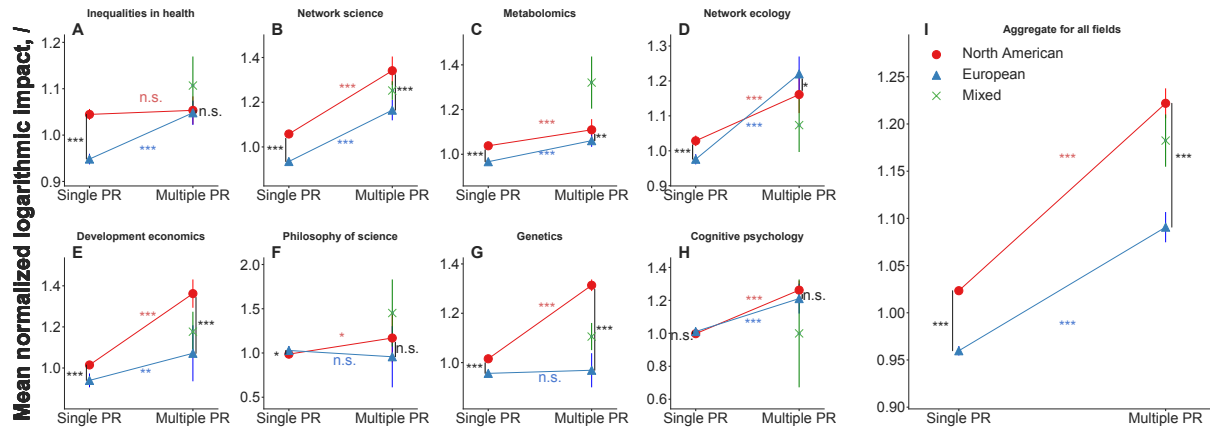 Mean normalized logarithmic impact, l
A
Inequalities in health
1.2
1.1
1.0
0.9
n.s.
n.s.
***
***
Single PR Multiple PR
B
Network science
1.4
1.2
1.0
***
***
***
***
Single PR Multiple PR
C
Metabolomics
1.4
1.2
1.0
***
**
***
***
Single PR Multiple PR
D
Network ecology
1.3
1.2
1.1
1.0
0.9
*
***
***
***
Single PR Multiple PR
E
Development economics
1.4
1.2
1.0
***
***
***
**
Single PR Multiple PR
F
Philosophy of science
2.0
1.5
1.0
0.5
*
*
n.s.
n.s.
Single PR Multiple PR
G
Genetics
1.4
1.2
1.0
***
***
***
n.s.
Single PR Multiple PR
H
Cognitive psychology
1.4
1.2
1.0
0.8
0.6
***
n.s.
n.s.
***
Single PR Multiple PR
I
Aggregate for all fields
North American
European
Mixed
1.25
1.20
1.15
1.10
1.05
1.00
0.95
0.90
***
***
***
***
Single PR Multiple PR